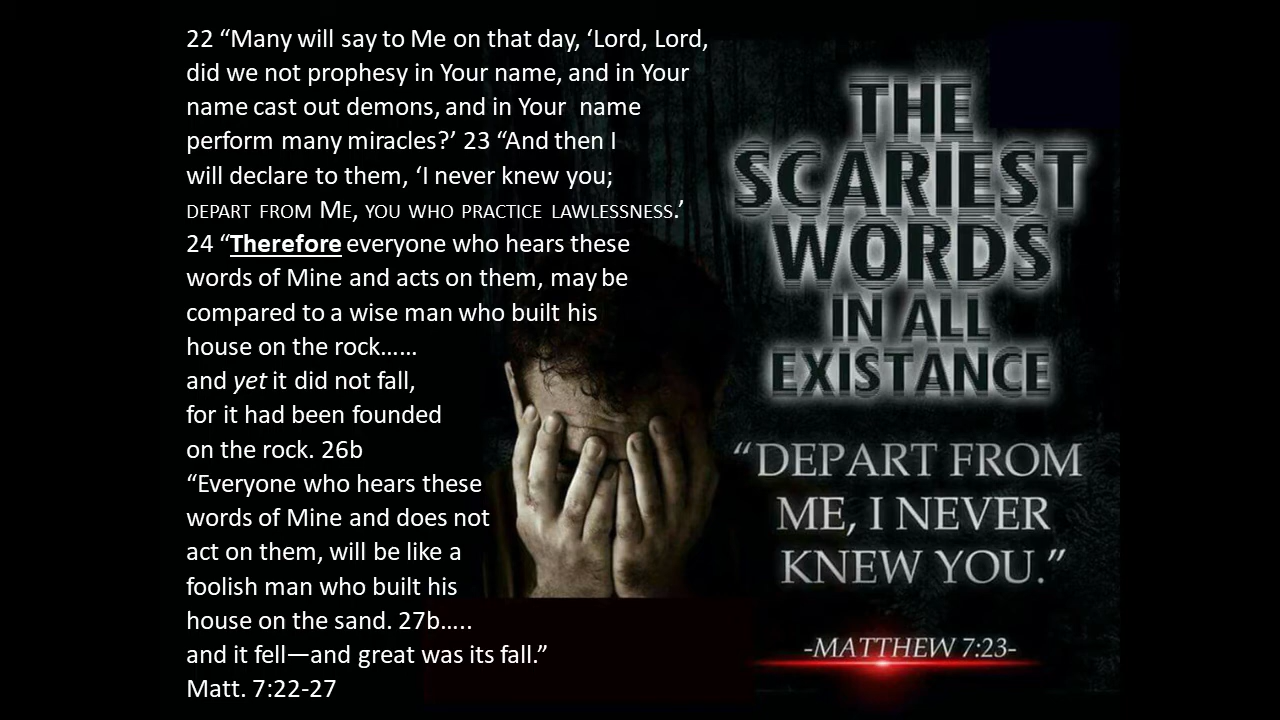 22 “Many will say to Me on that day, ‘Lord, Lord,
did we not prophesy in Your name, and in Your
name cast out demons, and in Your  name
perform many miracles?’ 23 “And then I
will declare to them, ‘I never knew you;
DEPART FROM ME, YOU WHO PRACTICE LAWLESSNESS.’
24 “Therefore everyone who hears these
words of Mine and acts on them, may be
compared to a wise man who built his
house on the rock……
and yet it did not fall,
for it had been founded
on the rock. 26b
“Everyone who hears these
words of Mine and does not
act on them, will be like a
foolish man who built his
house on the sand. 27b…..
and it fell—and great was its fall.”
Matt. 7:22-27
THE
SCARIEST
WORDS
IN ALL
EXISTANCE
“DEPART FROM
ME, I NEVER
KNEW YOU.”
-MATTHEW 7:23-